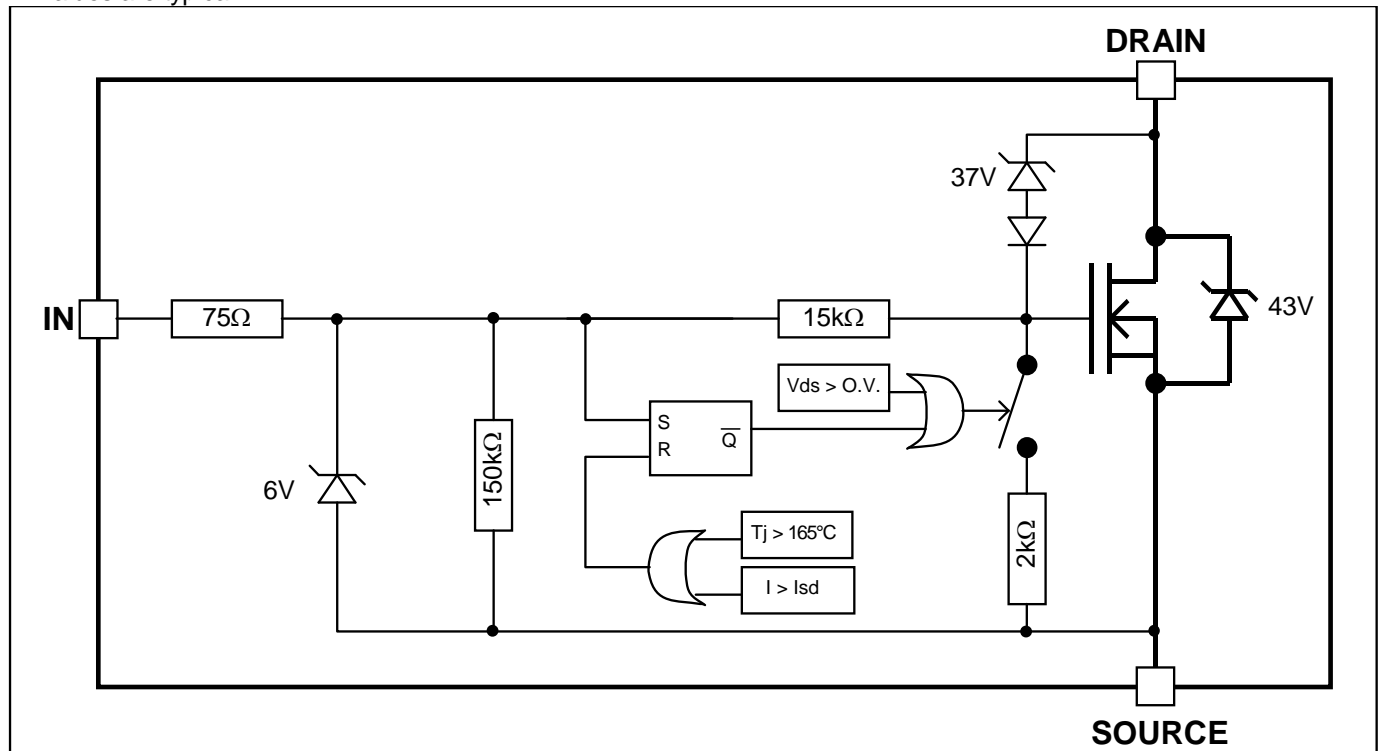 DRAIN
37V
IN
75Ω
15kΩ
43V
Vds > O.V.
S
R
Q
150kΩ
6V
Tj > 165°C
I > Isd
2kΩ
SOURCE